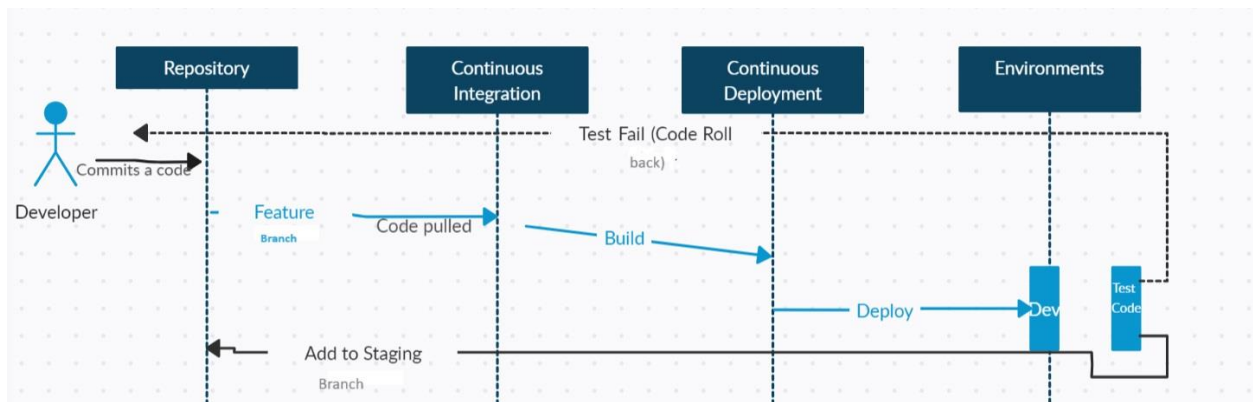 Repository
Continuous
Integration
Continuous
Deployment
Environments
Test Fail (Code Roll
back)
Commits a code
Developer
Feature
Branch
Code pulled
Build
Deploy
Dev
Test
Code
Add to Staging
Branch